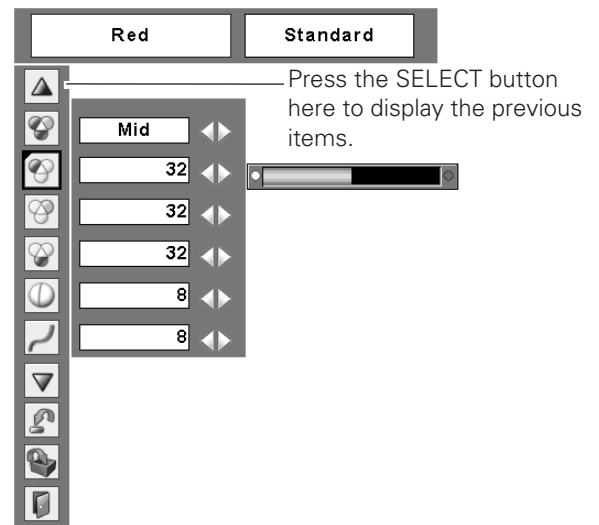 Red
Standard
Press the SELECT button
here to display the previous
items.
Mid
32
32
32
8
8